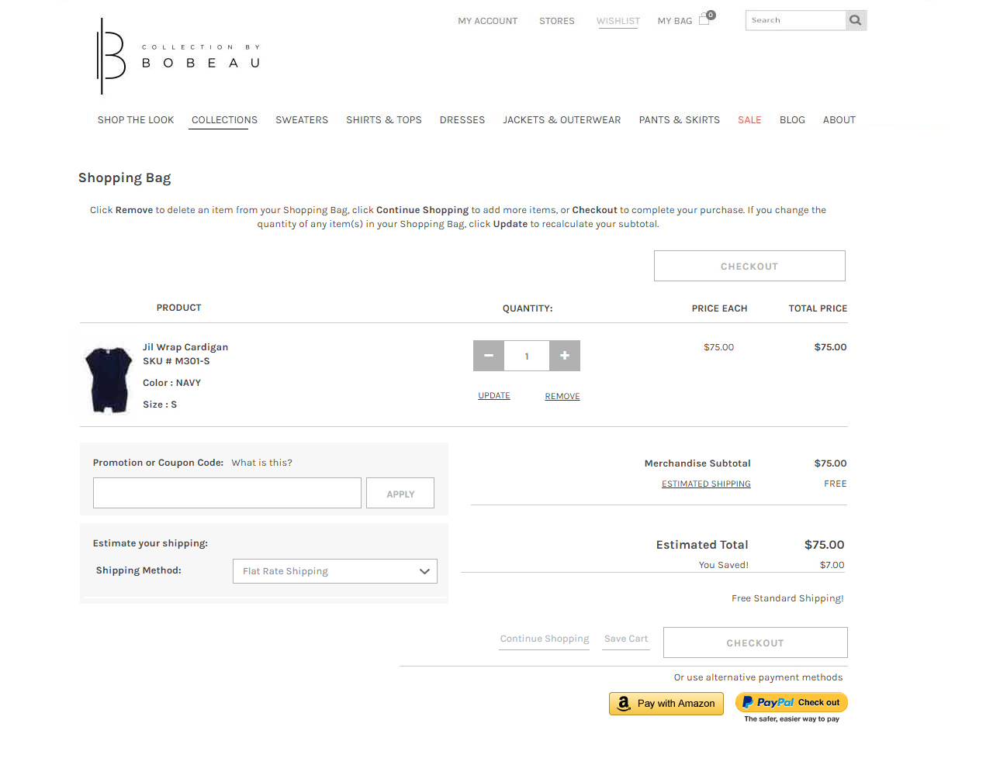 MY ACCOUNT STORES WISHLIST MY BAG 0 Search
COLLECTION BY
BOBEAU
SHOP THE LOOK COLLECTIONS SWEATERS SHIRTS & TOPS DRESSES JACKETS & OUTERWEAR PANTS & SKIRTS SALE BLOG ABOUT
Shopping Bag
Click Remove to delete an item from your Shopping Bag, click Continue Shopping to add more items, or Checkout to complete your purchase. If you change the
quantity of any item(s) in your Shopping Bag, click Update to recalculate your subtotal.
CHECKOUT
PRODUCT QUANTITY: PRICE EACH TOTAL PRICE
Jil Wrap Cardigan
SKU # M301-S
Color : NAVY
Size : S
− 1 +
UPDATE REMOVE
$75.00 $75.00
Promotion or Coupon Code: What is this?
APPLY
Estimate your shipping:
Shipping Method: Flat Rate Shipping
Merchandise Subtotal $75.00
ESTIMATED SHIPPING FREE
Estimated Total $75.00
You Saved! $7.00
Free Standard Shipping!
Continue Shopping Save Cart CHECKOUT
Or use alternative payment methods
a Pay with Amazon PayPal Check out
The safer, easier way to pay